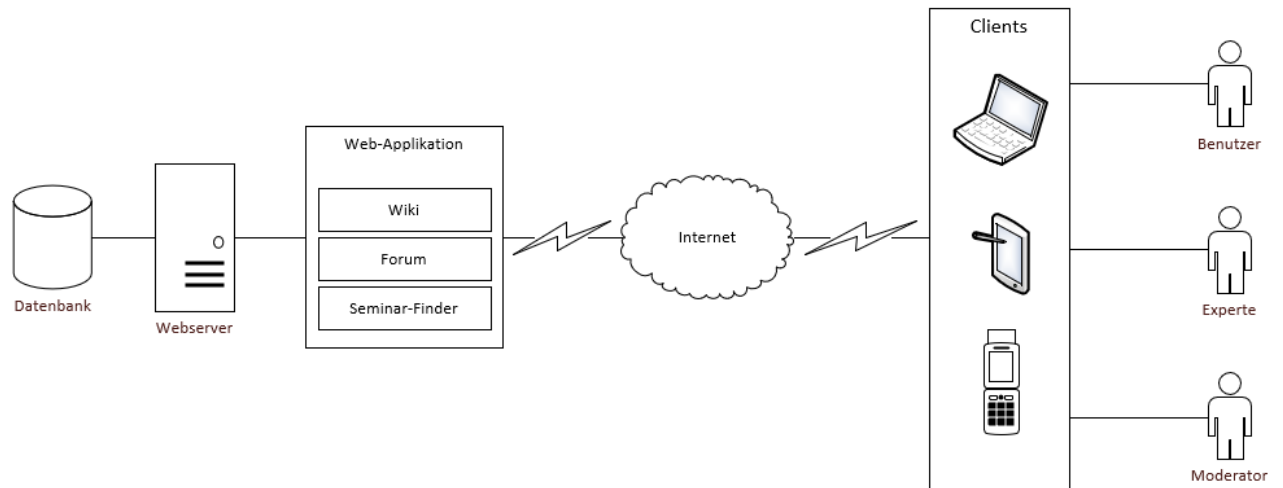 Datenbank
Webserver
Web-Applikation
Wiki
Forum
Seminar-Finder
Internet
Clients
Benutzer
Experte
Moderator